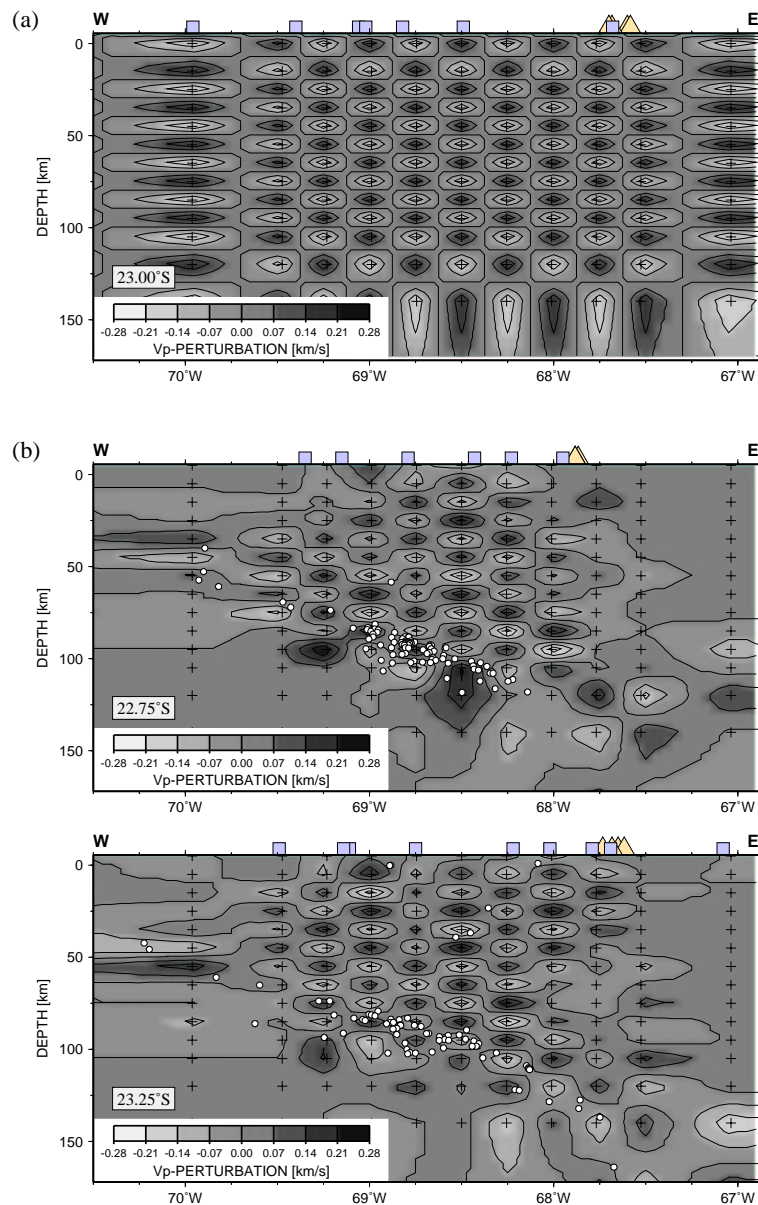 (a)
W E
0
50
100
150
DEPTH [km]
23.00°S
-0.28 -0.21 -0.14 -0.07 0.00 0.07 0.14 0.21 0.28
Vp-PERTURBATION [km/s]
70°W 69°W 68°W 67°W
(b)
W E
0
50
100
150
DEPTH [km]
22.75°S
-0.28 -0.21 -0.14 -0.07 0.00 0.07 0.14 0.21 0.28
Vp-PERTURBATION [km/s]
70°W 69°W 68°W 67°W
W E
0
50
100
150
DEPTH [km]
23.25°S
-0.28 -0.21 -0.14 -0.07 0.00 0.07 0.14 0.21 0.28
Vp-PERTURBATION [km/s]
70°W 69°W 68°W 67°W